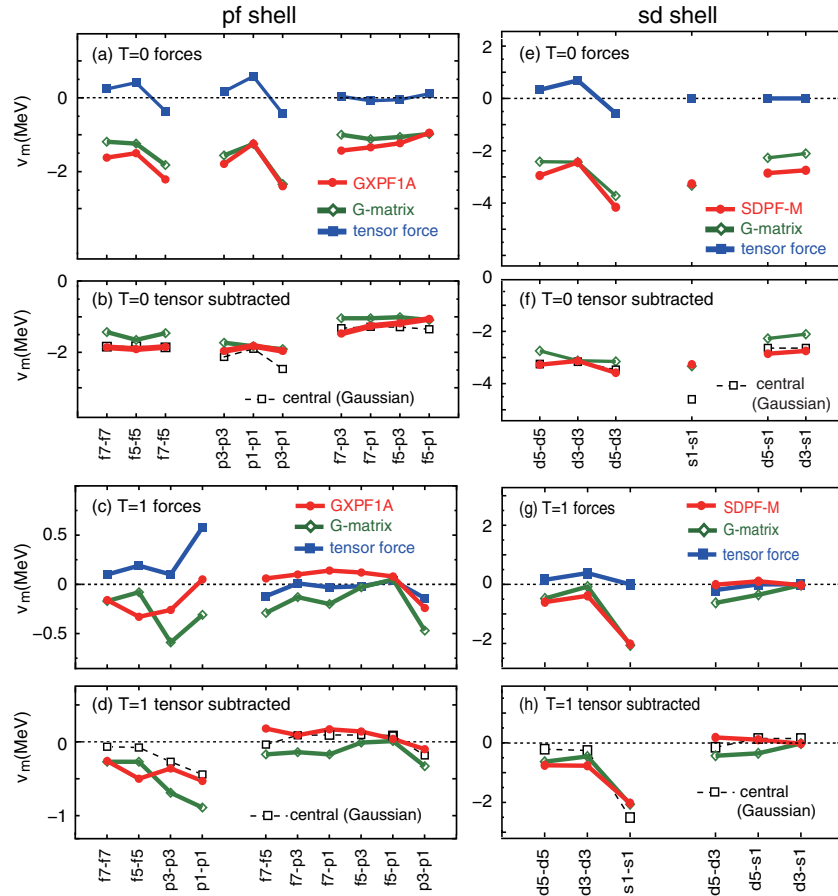 pf shell
sd shell
(a) T=0 forces
v_m(MeV)
0
−2
GXPF1A
G-matrix
tensor force
(e) T=0 forces
2
0
−2
−4
SDPF-M
G-matrix
tensor force
(b) T=0 tensor subtracted
v_m(MeV)
0
−2
central (Gaussian)
f7-f7
f5-f5
f7-f5
p3-p3
p1-p1
p3-p1
f7-p3
f7-p1
f5-p3
f5-p1
(f) T=0 tensor subtracted
0
−2
−4
central
(Gaussian)
d5-d5
d3-d3
d5-d3
s1-s1
d5-s1
d3-s1
(c) T=1 forces
v_m(MeV)
0.5
0
−0.5
GXPF1A
G-matrix
tensor force
(g) T=1 forces
2
0
−2
SDPF-M
G-matrix
tensor force
(d) T=1 tensor subtracted
v_m(MeV)
0
−1
central (Gaussian)
f7-f7
f5-f5
p3-p3
p1-p1
f7-f5
f7-p3
f7-p1
f5-p3
f5-p1
p3-p1
(h) T=1 tensor subtracted
2
0
−2
central
(Gaussian)
d5-d5
d3-d3
s1-s1
d5-d3
d5-s1
d3-s1